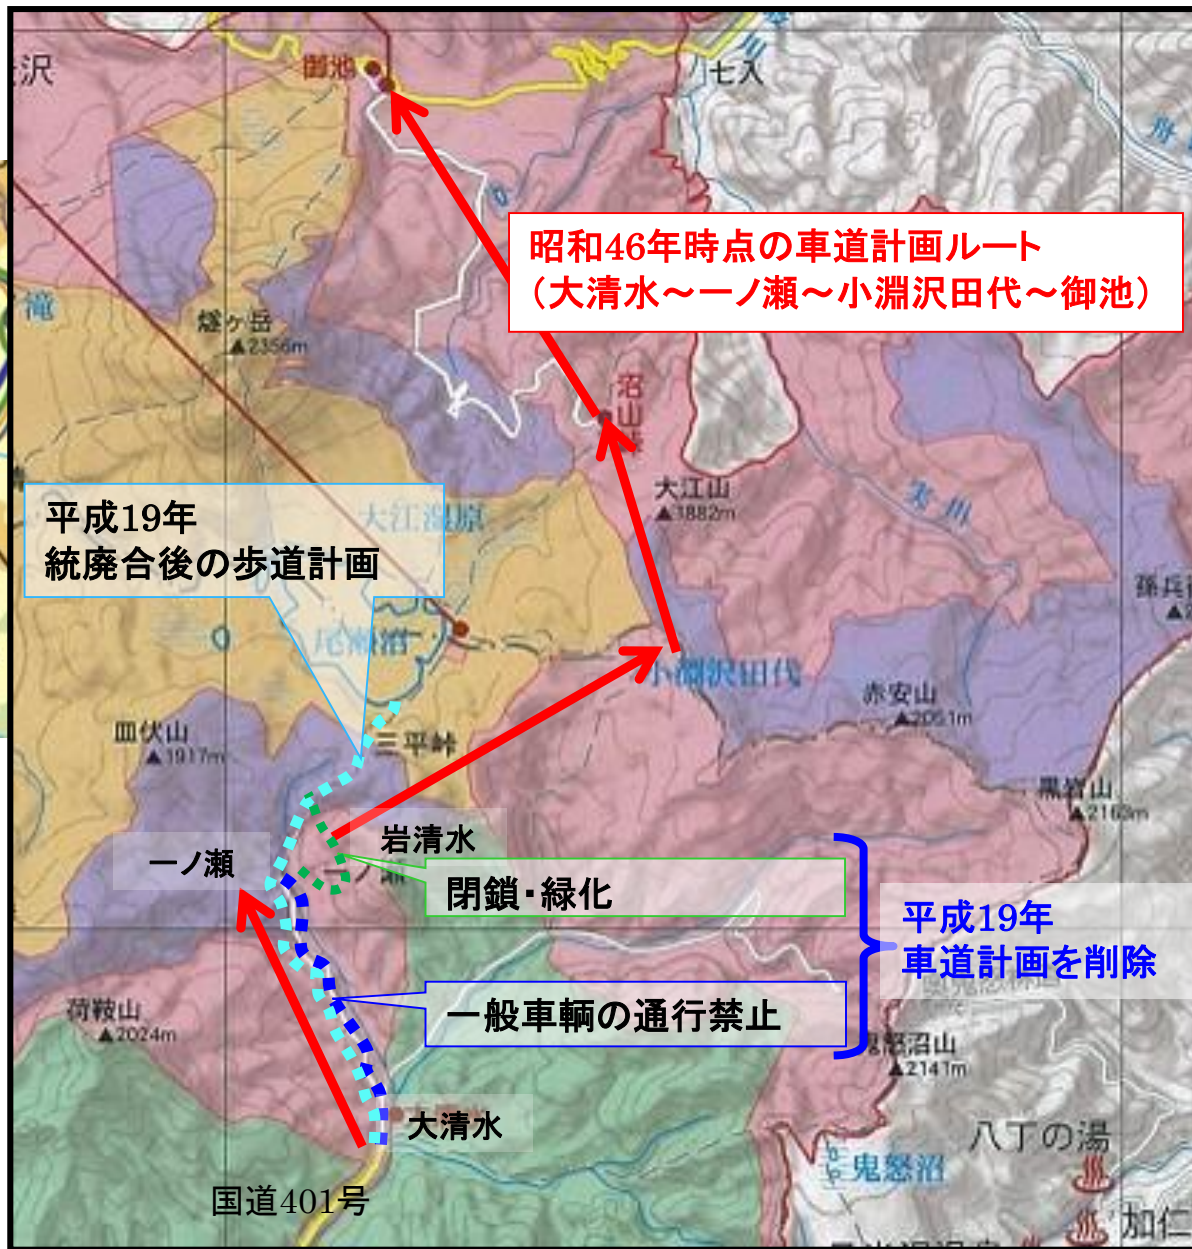 御池
七入
昭和46年時点の車道計画ルート
（大清水～一ノ瀬～小淵沢田代～御池）
滝
燧ヶ岳
▲2356m
沼山峠
大江山
▲1882m
実川
平成19年
統廃合後の歩道計画
大江湿原
尾瀬沼
小淵沢田代
赤安山
▲2051m
皿伏山
▲1917m
三平峠
黒岩山
▲2163m
岩清水
一ノ瀬
閉鎖・緑化
平成19年
車道計画を削除
一般車輌の通行禁止
荷鞍山
▲2024m
鬼怒沼山
▲2141m
大清水
八丁の湯
鬼怒沼
国道401号
加仁